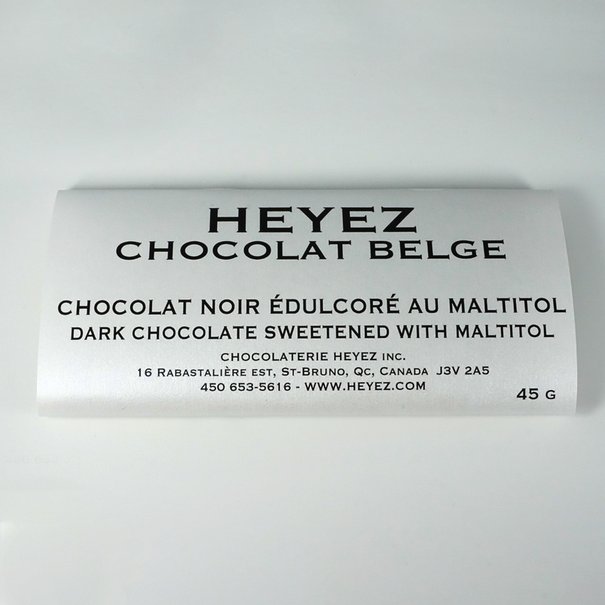 HEYEZ
CHOCOLAT BELGE
CHOCOLAT NOIR ÉDULCORÉ AU MALTITOL
DARK CHOCOLATE SWEETENED WITH MALTITOL
CHOCOLATERIE HEYEZ INC.
16 RABASTALIÈRE EST, ST-BRUNO, QC, CANADA J3V 2A5
450 653-5616 - WWW.HEYEZ.COM
45 G